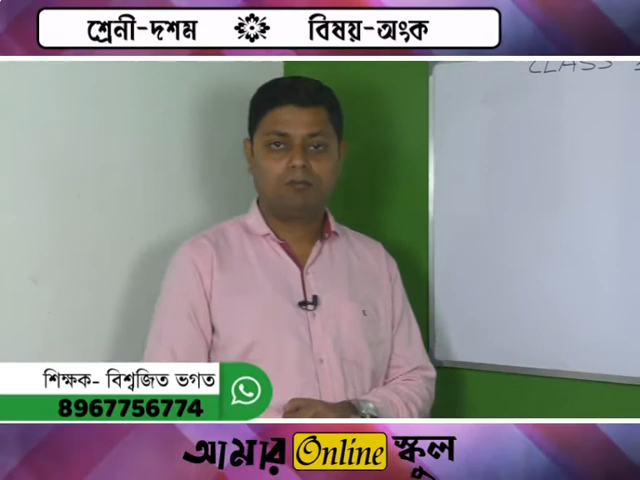 শ্রেনী-দশম বিষয়-অংক
CLASS
শিক্ষক- বিশ্বজিত ভগত
8967756774
আমার Online স্কুল